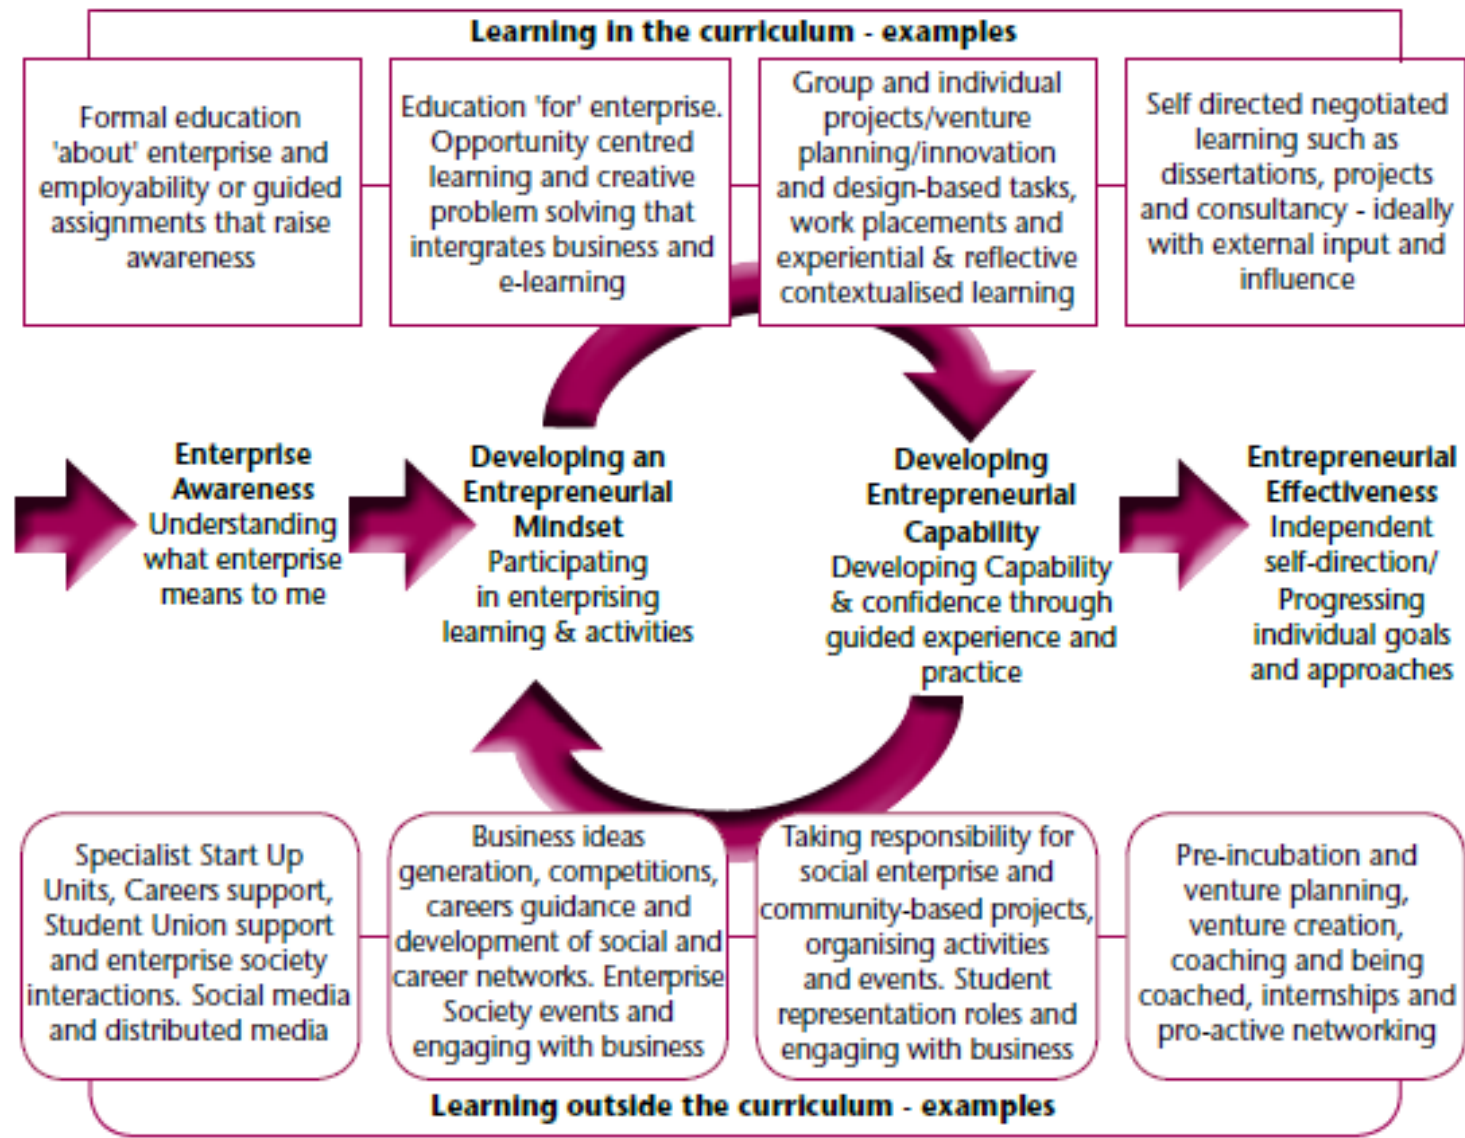 Learning in the curriculum - examples
Formal education
'about' enterprise and
employability or guided
assignments that raise
awareness
Education 'for' enterprise.
Opportunity centred
learning and creative
problem solving that
intergrates business and
e-learning
Group and individual
projects/venture
planning/innovation
and design-based tasks,
work placements and
experiential & reflective
contextualised learning
Self directed negotiated
learning such as
dissertations, projects
and consultancy - ideally
with external input and
influence
Enterprise
Awareness
Understanding
what enterprise
means to me
Developing an
Entrepreneurial
Mindset
Participating
in enterprising
learning & activities
Developing
Entrepreneurial
Capability
Developing Capability
& confidence through
guided experience and
practice
Entrepreneurial
Effectiveness
Independent
self-direction/
Progressing
individual goals
and approaches
Specialist Start Up
Units, Careers support,
Student Union support
and enterprise society
interactions. Social media
and distributed media
Business ideas
generation, competitions,
careers guidance and
development of social and
career networks. Enterprise
Society events and
engaging with business
Taking responsibility for
social enterprise and
community-based projects,
organising activities
and events. Student
representation roles and
engaging with business
Pre-incubation and
venture planning,
venture creation,
coaching and being
coached, internships and
pro-active networking
Learning outside the curriculum - examples